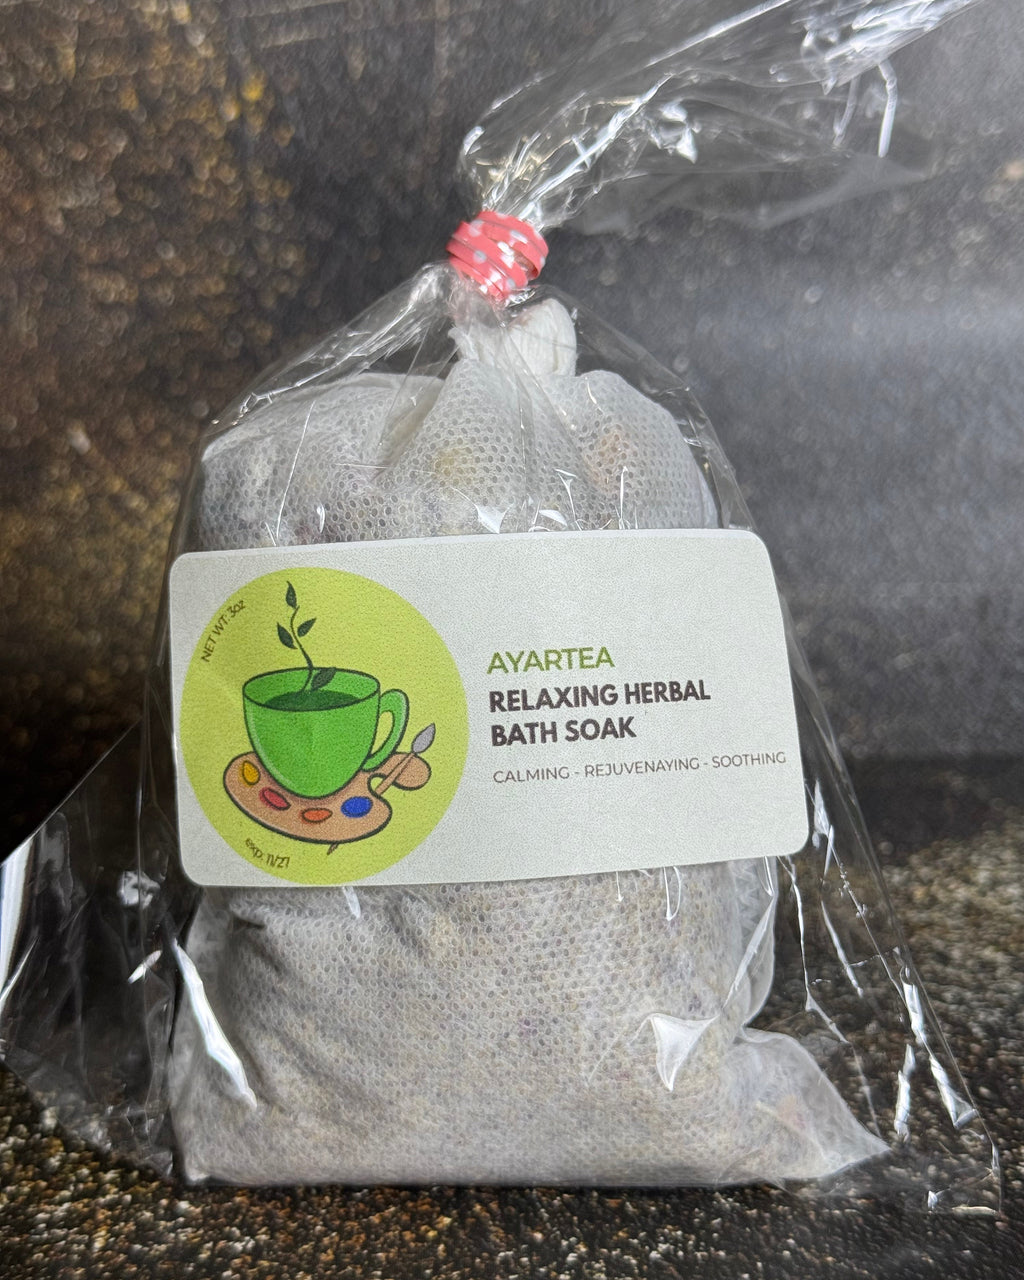 NET WT. 3oz
exp: 11/27
AYARTEA
RELAXING HERBAL
BATH SOAK
CALMING - REJUVENAYING - SOOTHING